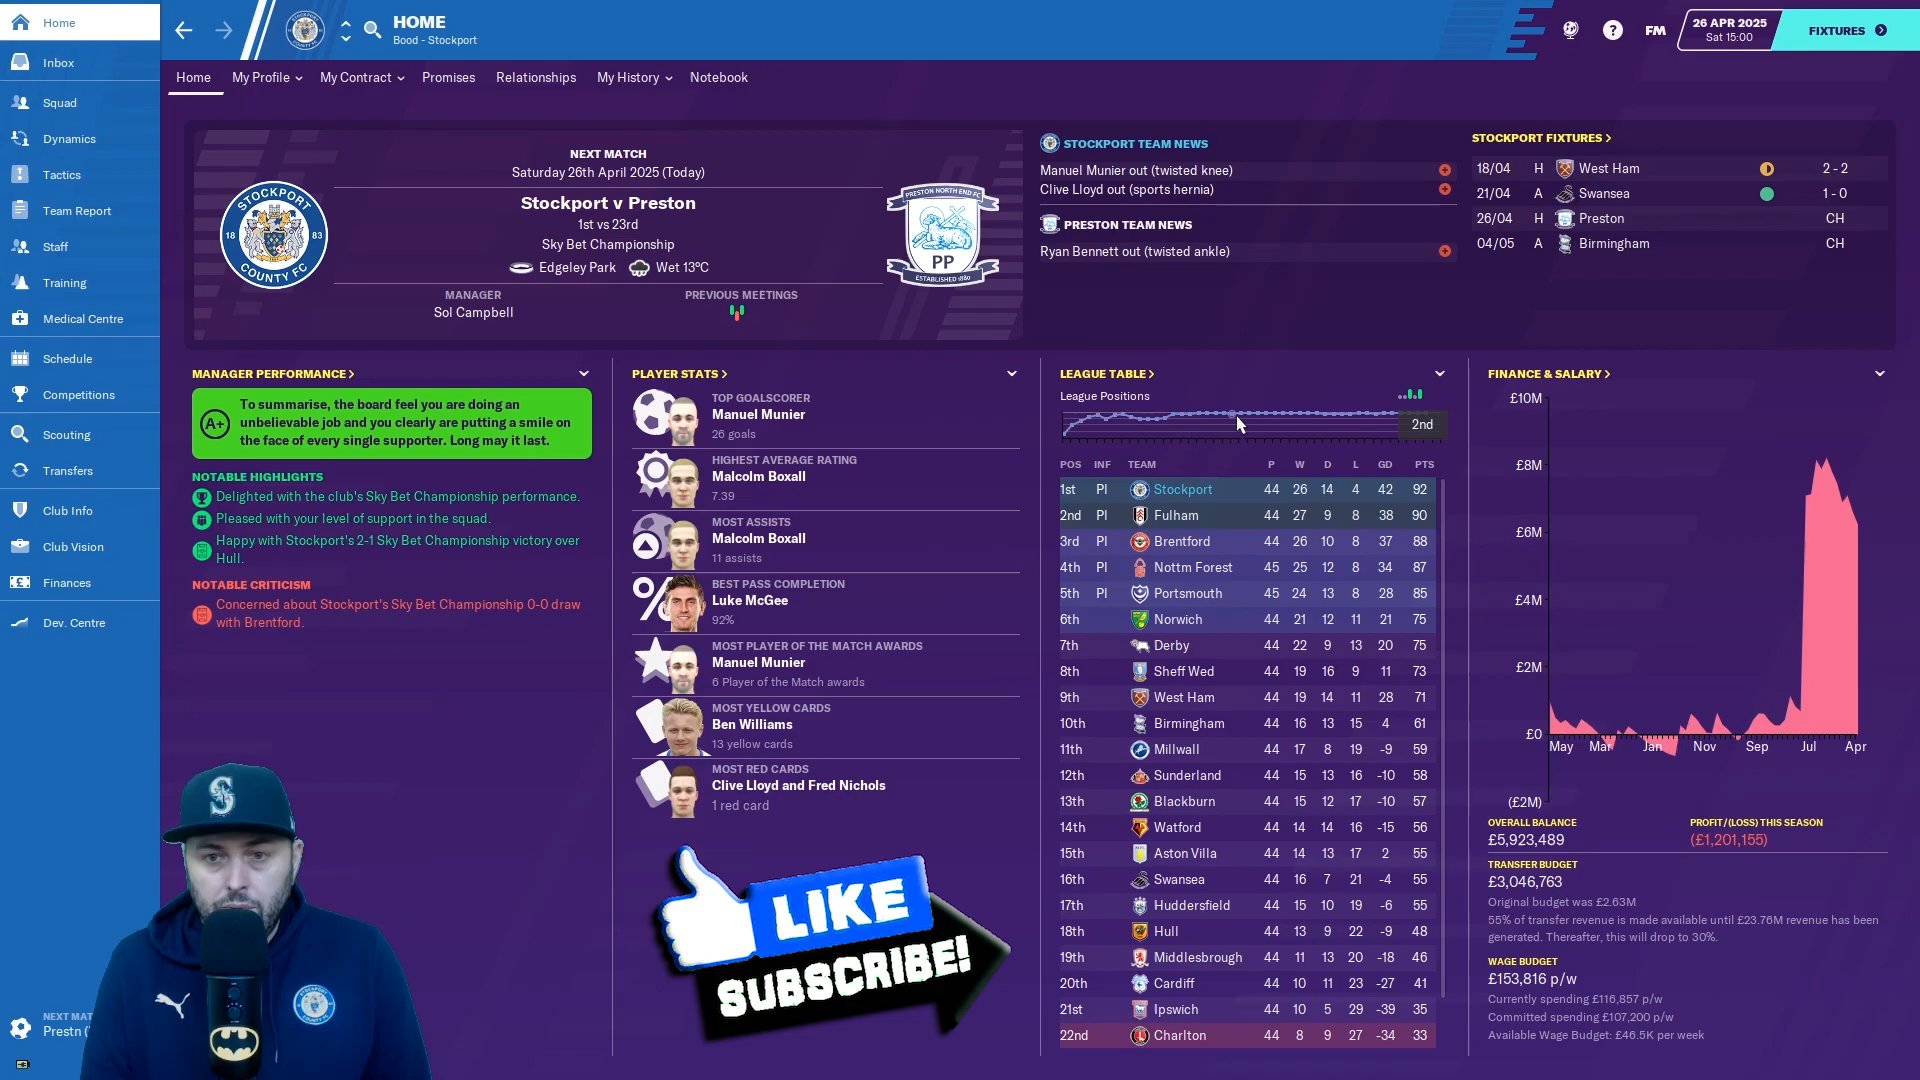 Home
Inbox
Squad
Dynamics
Tactics
Team Report
Staff
Training
Medical Centre
Schedule
Competitions
Scouting
Transfers
Club Info
Club Vision
Finances
Dev. Centre
NEXT MAT
Prestn (
HOME
Bood - Stockport
FM
26 APR 2025
Sat 15:00
FIXTURES
Home My Profile My Contract Promises Relationships My History Notebook
NEXT MATCH
Saturday 26th April 2025 (Today)
Stockport v Preston
1st vs 23rd
Sky Bet Championship
Edgeley Park Wet 13°C
MANAGER
Sol Campbell
PREVIOUS MEETINGS
STOCKPORT
18 83
COUNTY FC
PRESTON NORTH END FC
PP
ESTABLISHED 1880
STOCKPORT TEAM NEWS
Manuel Munier out (twisted knee)
Clive Lloyd out (sports hernia)
PRESTON TEAM NEWS
Ryan Bennett out (twisted ankle)
STOCKPORT FIXTURES >
18/04 H West Ham 2 - 2
21/04 A Swansea 1 - 0
26/04 H Preston CH
04/05 A Birmingham CH
MANAGER PERFORMANCE >
A+
To summarise, the board feel you are doing an
unbelievable job and you clearly are putting a smile on
the face of every single supporter. Long may it last.
NOTABLE HIGHLIGHTS
Delighted with the club's Sky Bet Championship performance.
Pleased with your level of support in the squad.
Happy with Stockport's 2-1 Sky Bet Championship victory over
Hull.
NOTABLE CRITICISM
Concerned about Stockport's Sky Bet Championship 0-0 draw
with Brentford.
PLAYER STATS >
TOP GOALSCORER
Manuel Munier
26 goals
HIGHEST AVERAGE RATING
Malcolm Boxall
7.39
MOST ASSISTS
Malcolm Boxall
11 assists
BEST PASS COMPLETION
Luke McGee
92%
MOST PLAYER OF THE MATCH AWARDS
Manuel Munier
6 Player of the Match awards
MOST YELLOW CARDS
Ben Williams
13 yellow cards
MOST RED CARDS
Clive Lloyd and Fred Nichols
1 red card
LIKE
SUBSCRIBE!
LEAGUE TABLE >
League Positions
2nd
POS INF TEAM P W D L GD PTS
1st Pl Stockport 44 26 14 4 42 92
2nd Pl Fulham 44 27 9 8 38 90
3rd Pl Brentford 44 26 10 8 37 88
4th Pl Nottm Forest 45 25 12 8 34 87
5th Pl Portsmouth 45 24 13 8 28 85
6th Norwich 44 21 12 11 21 75
7th Derby 44 22 9 13 20 75
8th Sheff Wed 44 19 16 9 11 73
9th West Ham 44 19 14 11 28 71
10th Birmingham 44 16 13 15 4 61
11th Millwall 44 17 8 19 -9 59
12th Sunderland 44 15 13 16 -10 58
13th Blackburn 44 15 12 17 -10 57
14th Watford 44 14 14 16 -15 56
15th Aston Villa 44 14 13 17 2 55
16th Swansea 44 16 7 21 -4 55
17th Huddersfield 44 15 10 19 -6 55
18th Hull 44 13 9 22 -9 48
19th Middlesbrough 44 11 13 20 -18 46
20th Cardiff 44 10 11 23 -27 41
21st Ipswich 44 10 5 29 -39 35
22nd Charlton 44 8 9 27 -34 33
FINANCE & SALARY >
£10M
£8M
£6M
£4M
£2M
£0
(£2M)
May Mar Jan Nov Sep Jul Apr
OVERALL BALANCE
£5,923,489
PROFIT/(LOSS) THIS SEASON
(£1,201,155)
TRANSFER BUDGET
£3,046,763
Original budget was £2.63M
55% of transfer revenue is made available until £23.76M revenue has been
generated. Thereafter, this will drop to 30%.
WAGE BUDGET
£153,816 p/w
Currently spending £116,857 p/w
Committed spending £107,200 p/w
Available Wage Budget: £46.5K per week